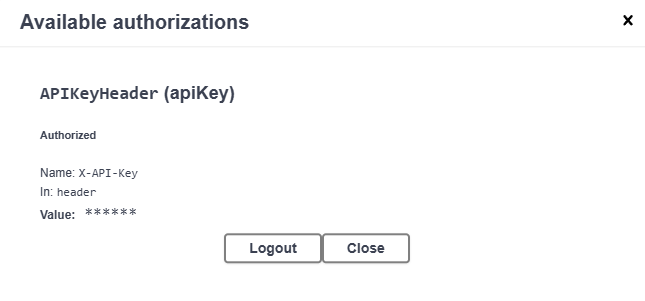 Available authorizations
×
APIKeyHeader (apiKey)
Authorized
Name: X-API-Key
In: header
Value: ******
Logout Close